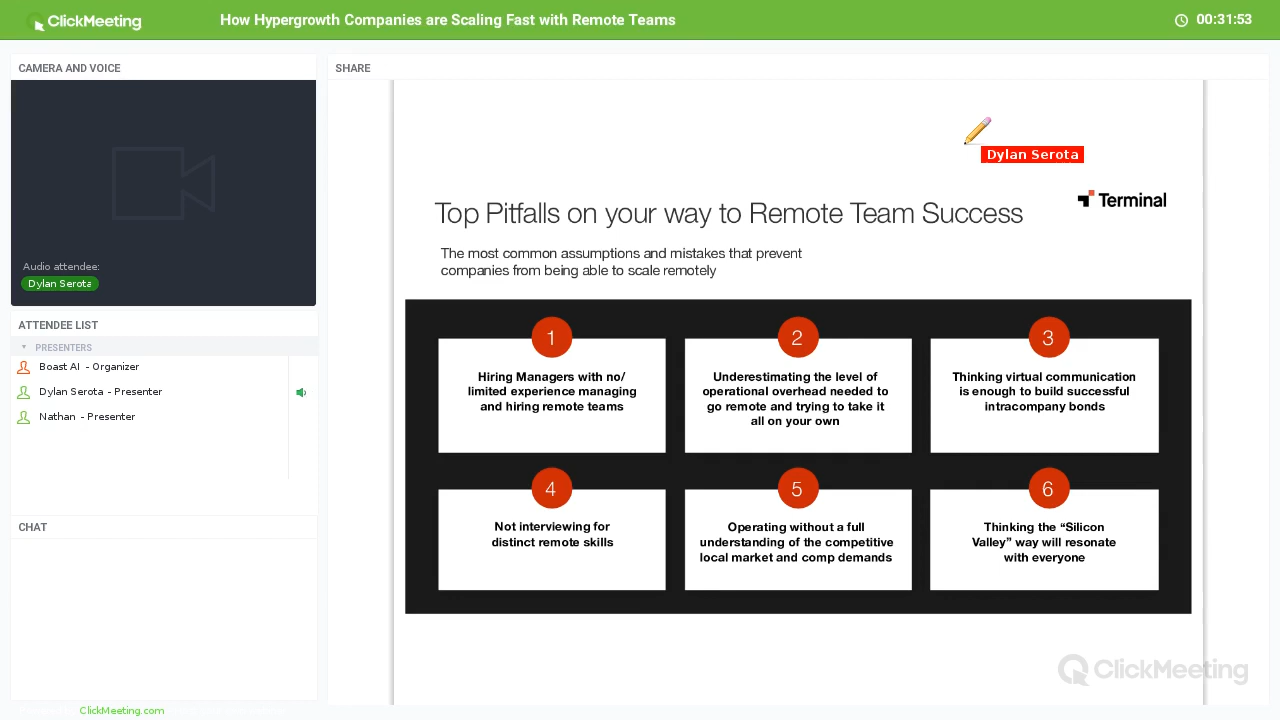 ClickMeeting
How Hypergrowth Companies are Scaling Fast with Remote Teams
00:31:53
CAMERA AND VOICE
Audio attendee:
Dylan Serota
ATTENDEE LIST
PRESENTERS
Boast AI - Organizer
Dylan Serota - Presenter
Nathan - Presenter
CHAT
ClickMeeting.com
SHARE
Dylan Serota
Terminal
Top Pitfalls on your way to Remote Team Success
The most common assumptions and mistakes that prevent
companies from being able to scale remotely
1
Hiring Managers with no/
limited experience managing
and hiring remote teams
2
Underestimating the level of
operational overhead needed to
go remote and trying to take it
all on your own
3
Thinking virtual communication
is enough to build successful
intracompany bonds
4
Not interviewing for
distinct remote skills
5
Operating without a full
understanding of the competitive
local market and comp demands
6
Thinking the “Silicon
Valley” way will resonate
with everyone
ClickMeeting